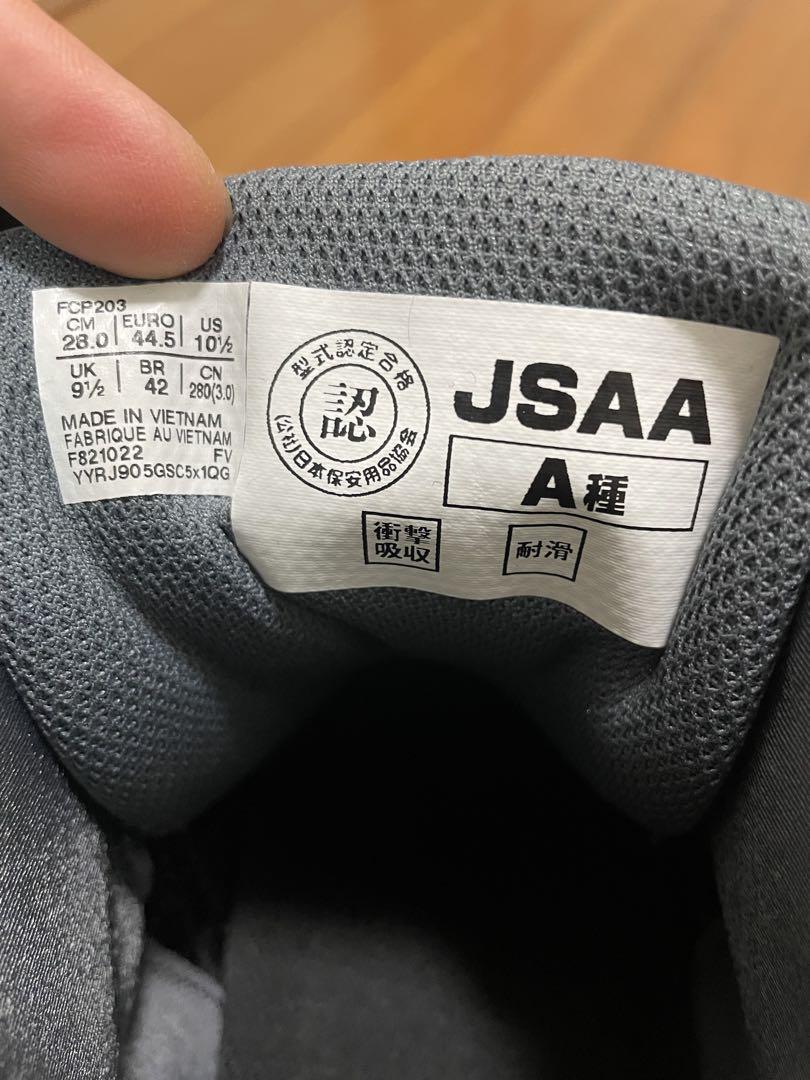 FCP203
CM EURO US
28.0 44.5 10½
UK BR CN
9½ 42 280(3.0)
MADE IN VIETNAM
FABRIQUE AU VIETNAM
F821022 FV
YYRJ905GSC5x1QG
型式認定合格
認
(公社)日本保安用品協会
JSAA
A種
衝撃
吸収
耐滑